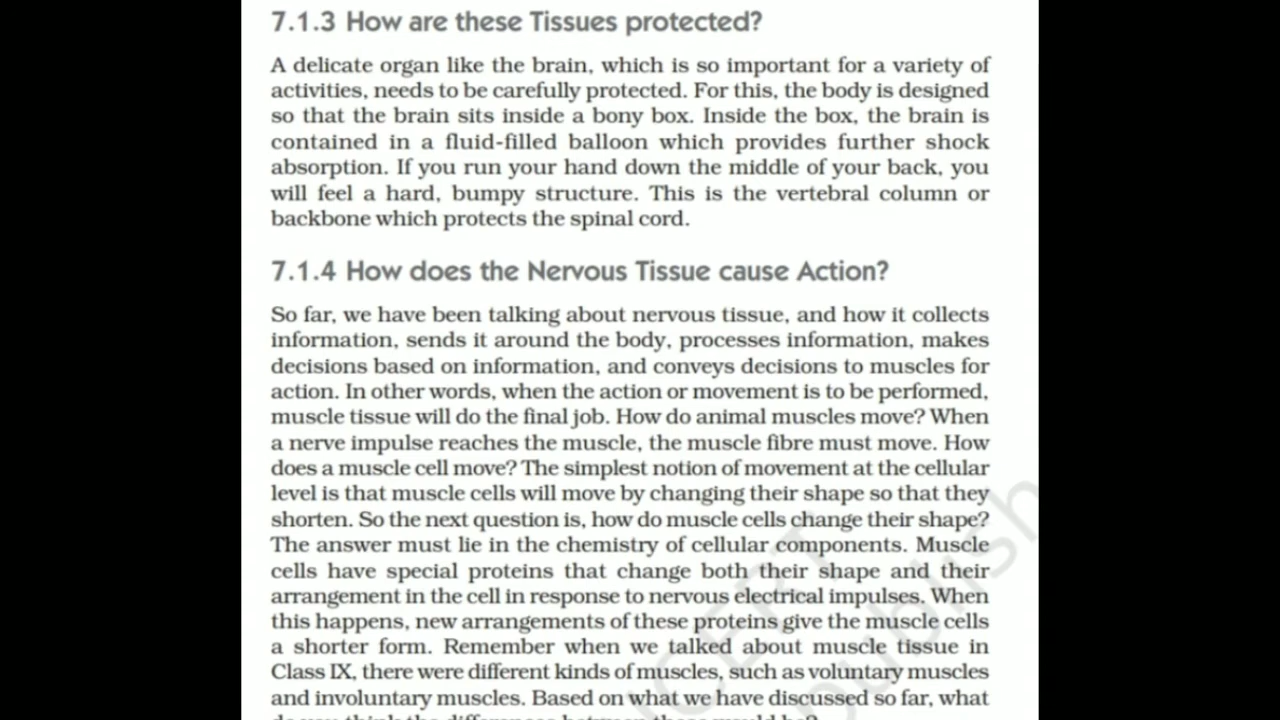 7.1.3 How are these Tissues protected?
A delicate organ like the brain, which is so important for a variety of
activities, needs to be carefully protected. For this, the body is designed
so that the brain sits inside a bony box. Inside the box, the brain is
contained in a fluid-filled balloon which provides further shock
absorption. If you run your hand down the middle of your back, you
will feel a hard, bumpy structure. This is the vertebral column or
backbone which protects the spinal cord.
7.1.4 How does the Nervous Tissue cause Action?
So far, we have been talking about nervous tissue, and how it collects
information, sends it around the body, processes information, makes
decisions based on information, and conveys decisions to muscles for
action. In other words, when the action or movement is to be performed,
muscle tissue will do the final job. How do animal muscles move? When
a nerve impulse reaches the muscle, the muscle fibre must move. How
does a muscle cell move? The simplest notion of movement at the cellular
level is that muscle cells will move by changing their shape so that they
shorten. So the next question is, how do muscle cells change their shape?
The answer must lie in the chemistry of cellular components. Muscle
cells have special proteins that change both their shape and their
arrangement in the cell in response to nervous electrical impulses. When
this happens, new arrangements of these proteins give the muscle cells
a shorter form. Remember when we talked about muscle tissue in
Class IX, there were different kinds of muscles, such as voluntary muscles
and involuntary muscles. Based on what we have discussed so far, what